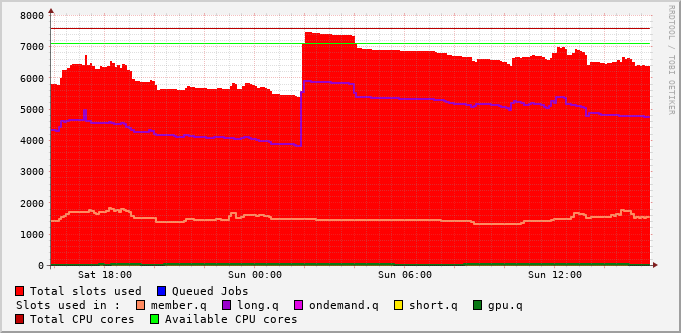 8000
7000
6000
5000
4000
3000
2000
1000
0
Sat 18:00 Sun 00:00 Sun 06:00 Sun 12:00
RRDTOOL / TOBI OETIKER
Total slots used Queued Jobs
Slots used in : member.q long.q ondemand.q short.q gpu.q
Total CPU cores Available CPU cores